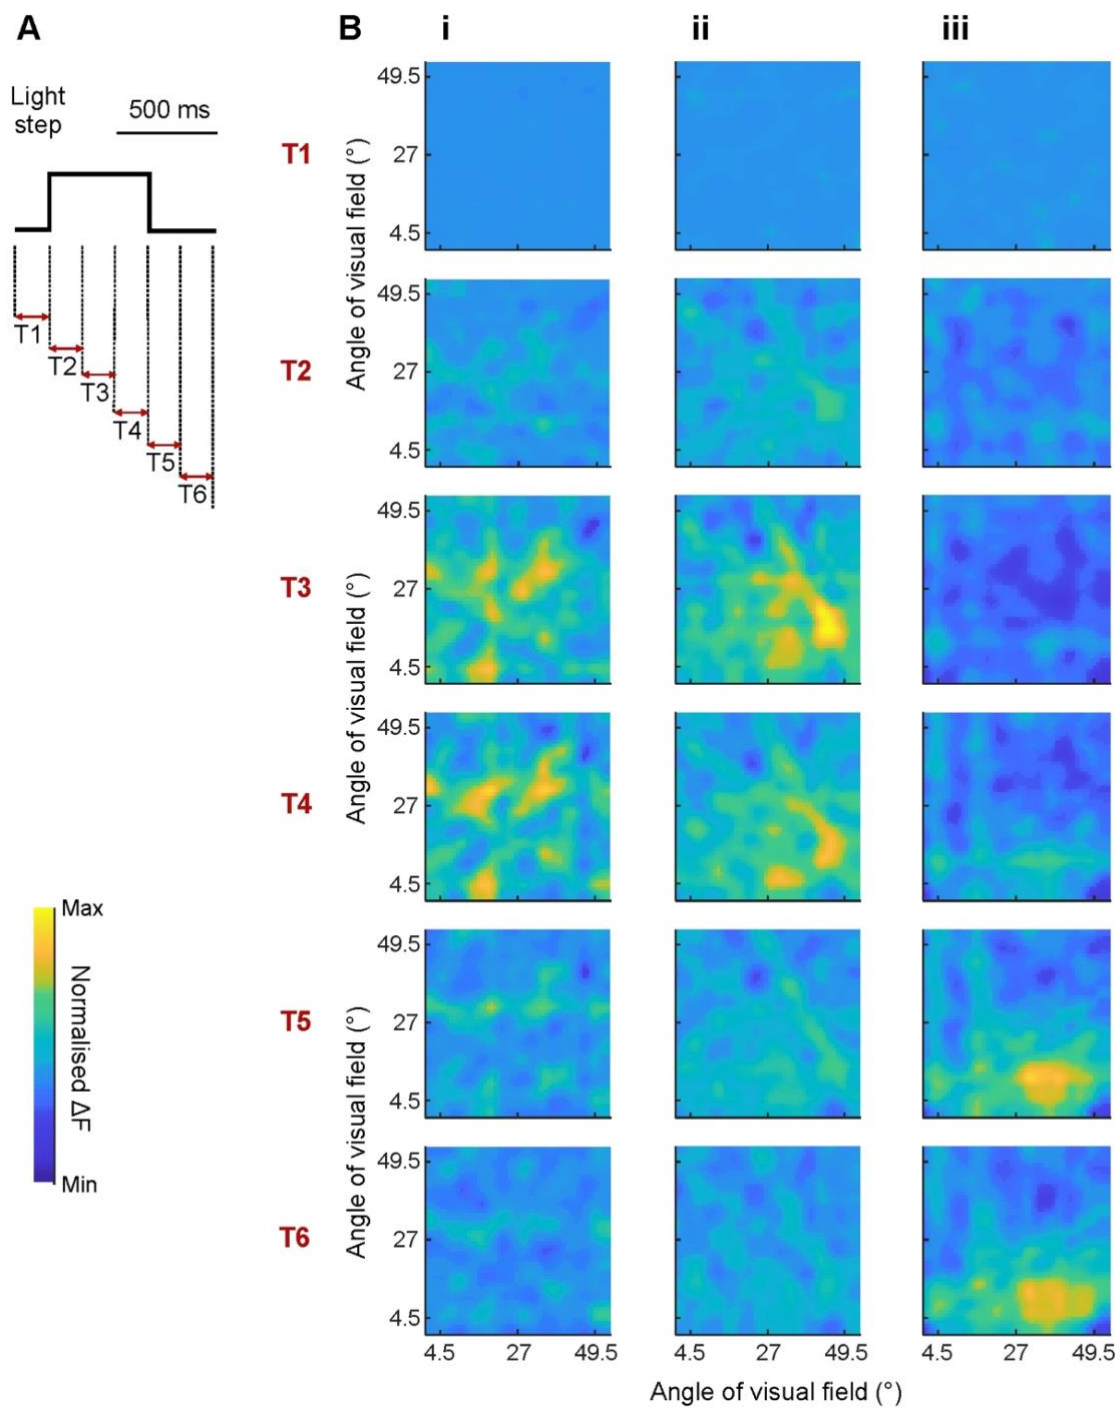 A
B
i
ii
iii
Light
step
500 ms
T1
T2
T3
T4
T5
T6
Max
Normalised ΔF
Min
T1
49.5
27
4.5
Angle of visual field (°)
T2
49.5
27
4.5
T3
49.5
27
4.5
Angle of visual field (°)
T4
49.5
27
4.5
T5
49.5
27
4.5
Angle of visual field (°)
T6
49.5
27
4.5
4.5 27 49.5
4.5 27 49.5
4.5 27 49.5
Angle of visual field (°)